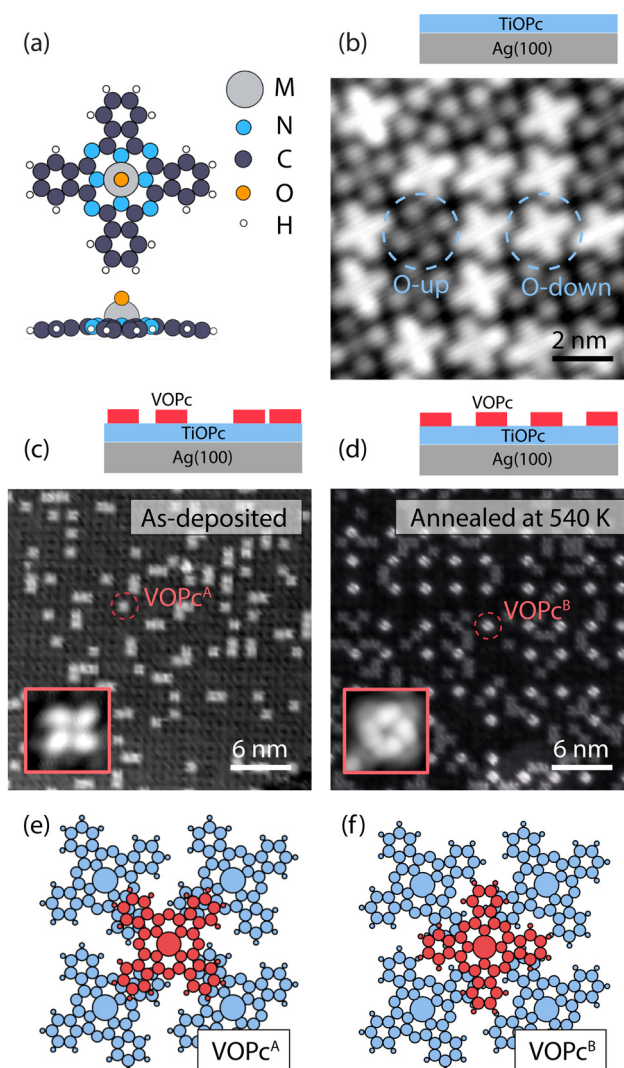 (a)
M
N
C
O
H
(b)
TiOPc
Ag(100)
O-up
O-down
2 nm
(c)
VOPc
TiOPc
Ag(100)
As-deposited
VOPcᴬ
6 nm
(d)
VOPc
TiOPc
Ag(100)
Annealed at 540 K
VOPcᴮ
6 nm
(e)
VOPcᴬ
(f)
VOPcᴮ